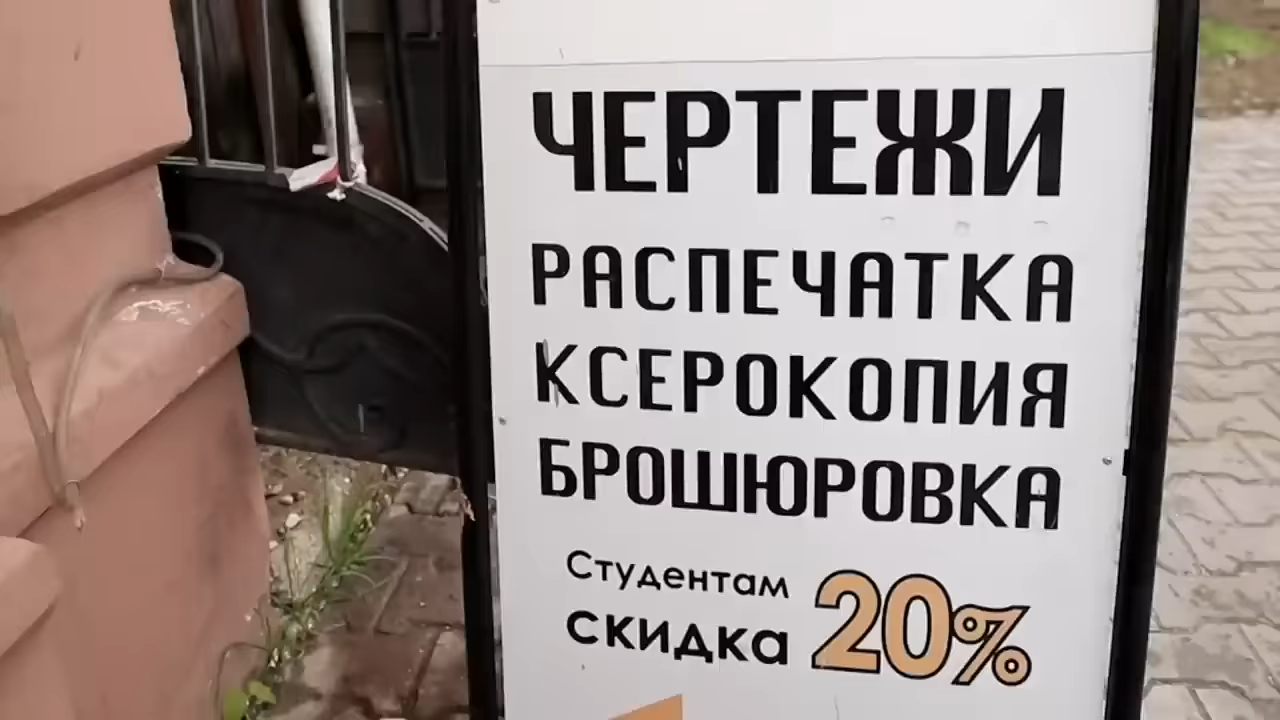 ЧЕРТЕЖИ
РАСПЕЧАТКА
КСЕРОКОПИЯ
БРОШЮРОВКА
Студентам
скидка 20%